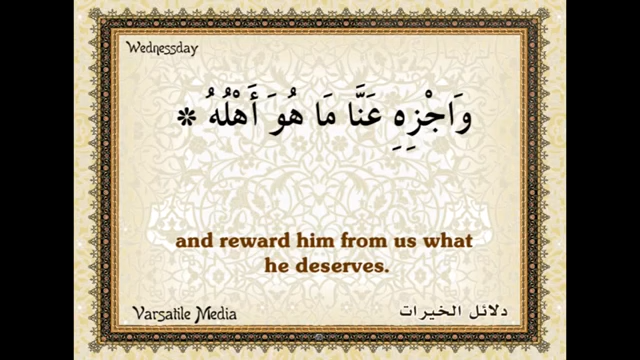 Wednessday
وَاجْزِهِ عَنَّا مَا هُوَ أَهْلُهُ *
and reward him from us what
he deserves.
Varsatile Media
دلائل الخيرات